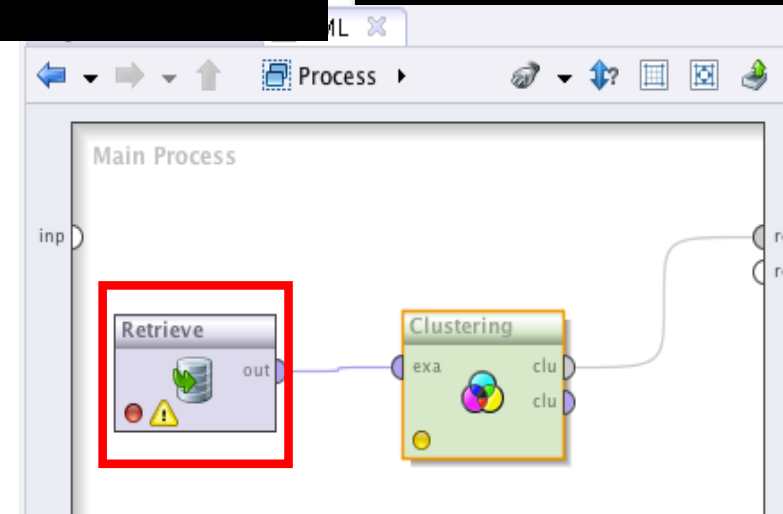 ML
Process
Main Process
inp
Retrieve
out
Clustering
exa
clu
clu